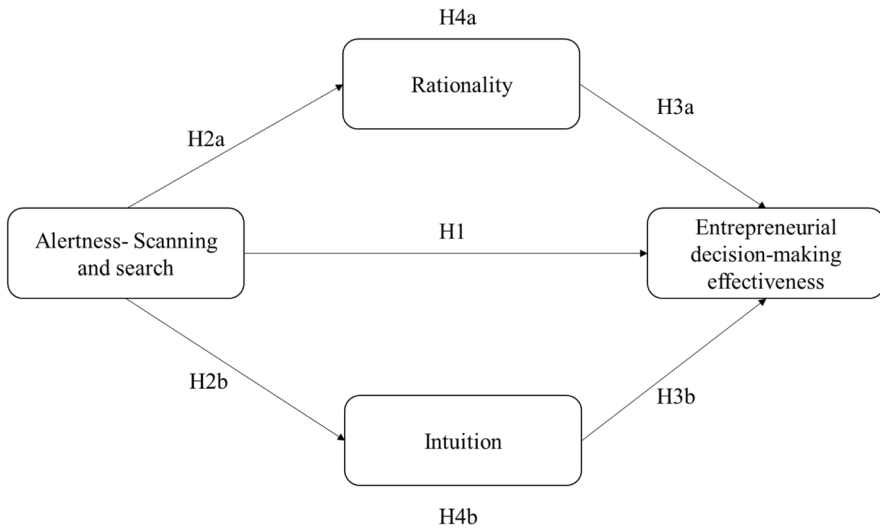 H4a
Rationality
H2a
H3a
Alertness- Scanning
and search
H1
Entrepreneurial
decision-making
effectiveness
H2b
H3b
Intuition
H4b